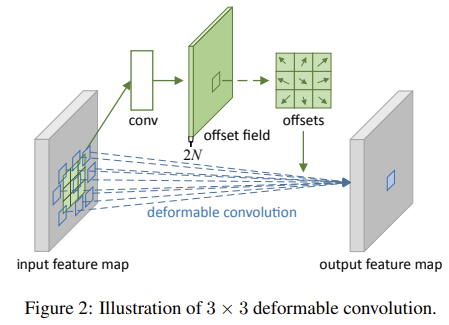 conv
offset field
offsets
2N
deformable convolution
input feature map
output feature map
Figure 2: Illustration of 3 × 3 deformable convolution.